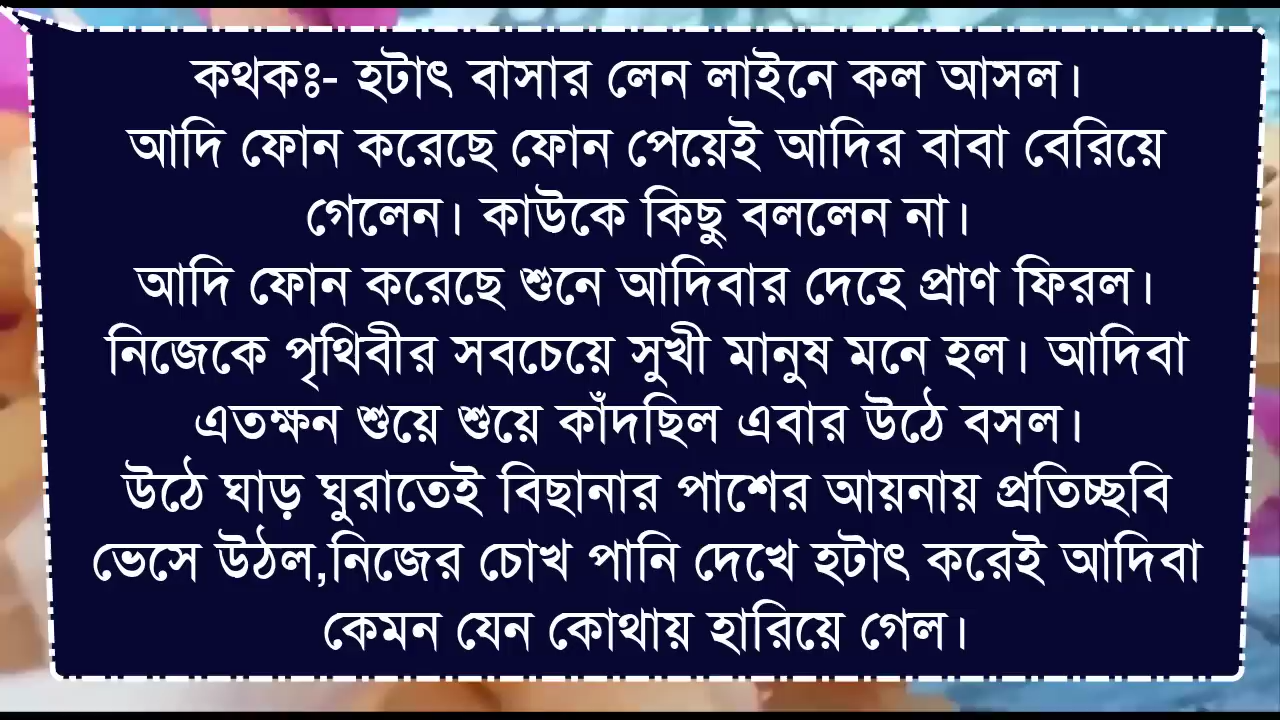 কথকঃ- হটাৎ বাসার লেন লাইনে কল আসল।
আদি ফোন করেছে ফোন পেয়েই আদির বাবা বেরিয়ে
গেলেন। কাউকে কিছু বললেন না।
আদি ফোন করেছে শুনে আদিবার দেহে প্রাণ ফিরল।
নিজেকে পৃথিবীর সবচেয়ে সুখী মানুষ মনে হল। আদিবা
এতক্ষন শুয়ে শুয়ে কাঁদছিল এবার উঠে বসল।
উঠে ঘাড় ঘুরাতেই বিছানার পাশের আয়নায় প্রতিচ্ছবি
ভেসে উঠল,নিজের চোখ পানি দেখে হটাৎ করেই আদিবা
কেমন যেন কোথায় হারিয়ে গেল।